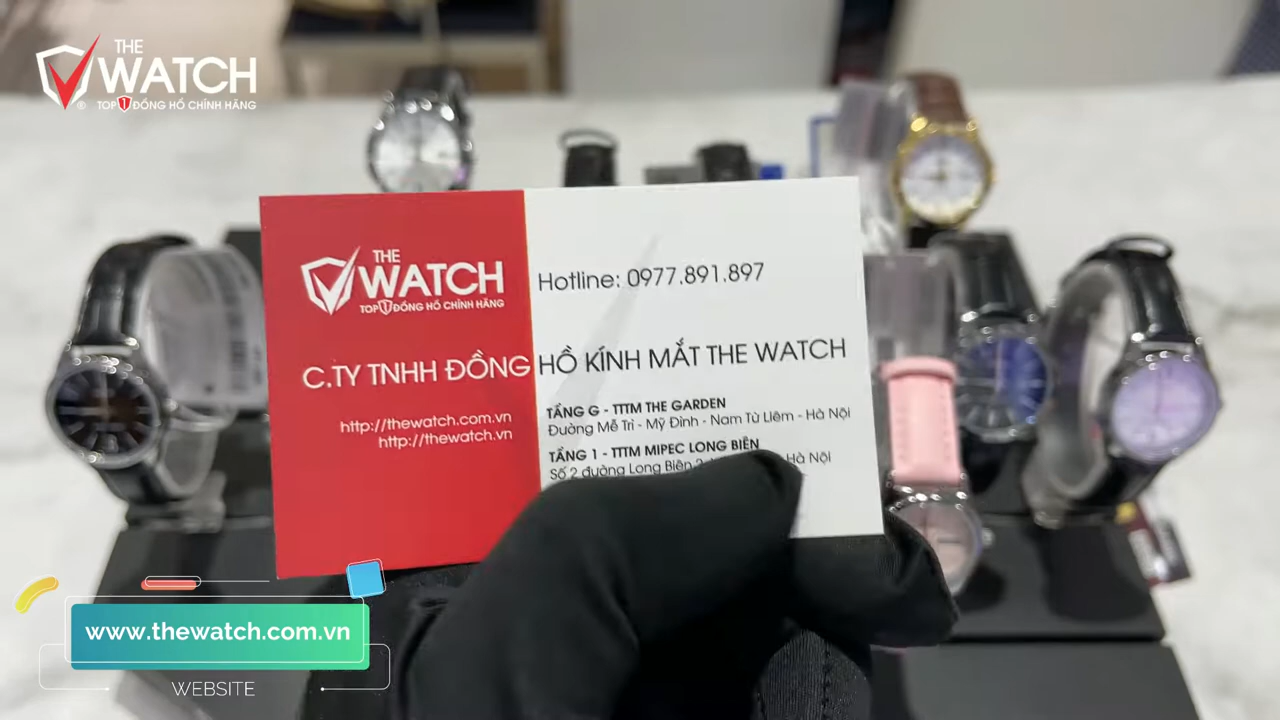 THE
WATCH
TOP 1 ĐỒNG HỒ CHÍNH HÃNG
THE
WATCH
TOP 1 ĐỒNG HỒ CHÍNH HÃNG
Hotline: 0977.891.897
C.TY TNHH ĐỒNG HỒ KÍNH MẮT THE WATCH
http://thewatch.com.vn
http://thewatch.vn
TẦNG G - TTTM THE GARDEN
Đường Mễ Trì - Mỹ Đình - Nam Từ Liêm - Hà Nội
TẦNG 1 - TTTM MIPEC LONG BIÊN
Số 2 đường Long Biên 2 Hà Nội
www.thewatch.com.vn
WEBSITE